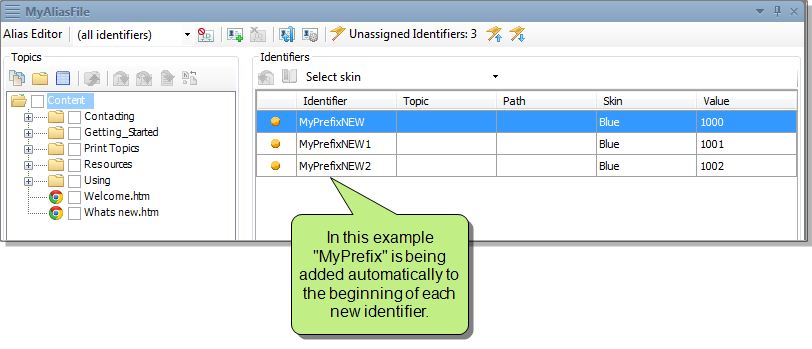 MyAliasFile
Alias Editor (all identifiers) Unassigned Identifiers: 3
Topics
Content
Contacting
Getting_Started
Print Topics
Resources
Using
Welcome.htm
Whats new.htm
Identifiers
Select skin
Identifier Topic Path Skin Value
MyPrefixNEW Blue 1000
MyPrefixNEW1 Blue 1001
MyPrefixNEW2 Blue 1002
In this example
"MyPrefix" is being
added automatically to
the beginning of each
new identifier.